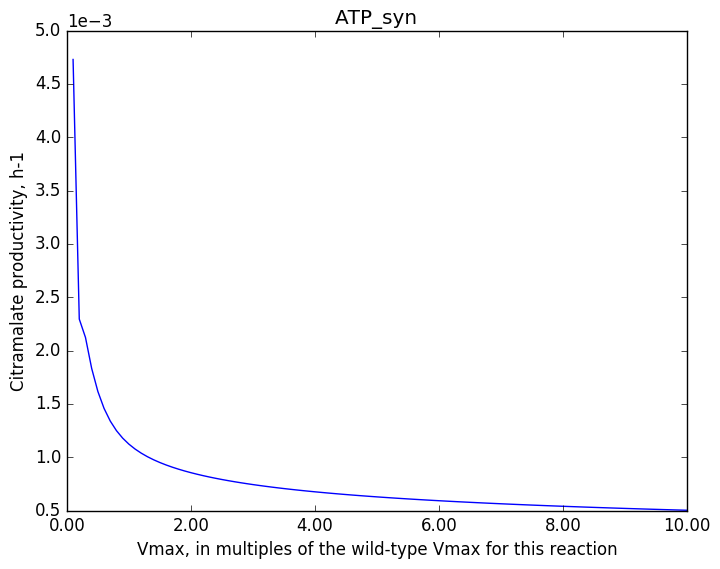 ATP_syn
1e−3
5.0
4.5
4.0
3.5
3.0
2.5
2.0
1.5
1.0
0.5
Citramalate productivity, h-1
0.00 2.00 4.00 6.00 8.00 10.00
Vmax, in multiples of the wild-type Vmax for this reaction